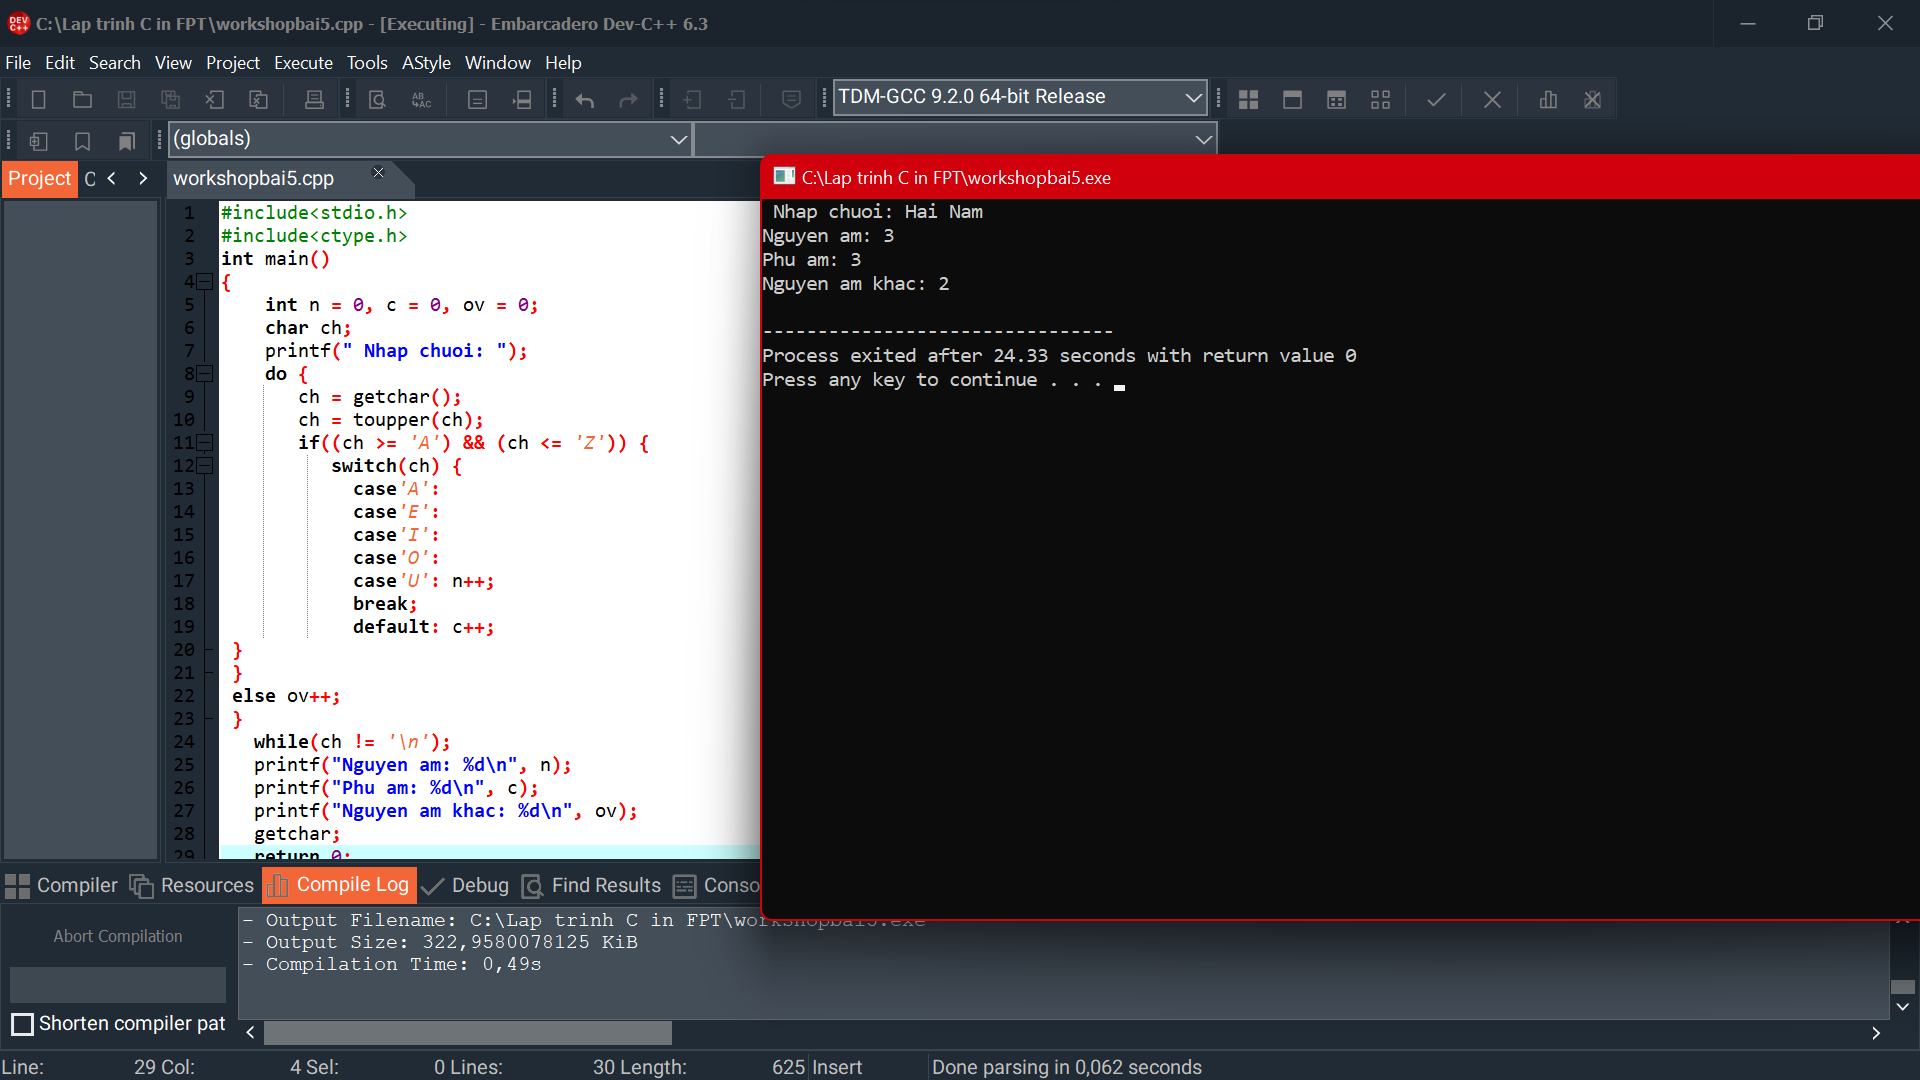 C:\Lap trinh C in FPT\workshopbai5.cpp - [Executing] - Embarcadero Dev-C++ 6.3
File Edit Search View Project Execute Tools AStyle Window Help
TDM-GCC 9.2.0 64-bit Release
(globals)
Project C
workshopbai5.cpp
1 #include<stdio.h>
2 #include<ctype.h>
3 int main()
4 {
5 int n = 0, c = 0, ov = 0;
6 char ch;
7 printf(" Nhap chuoi: ");
8 do {
9 ch = getchar();
10 ch = toupper(ch);
11 if((ch >= 'A') && (ch <= 'Z')) {
12 switch(ch) {
13 case'A':
14 case'E':
15 case'I':
16 case'O':
17 case'U': n++;
18 break;
19 default: c++;
20 }
21 }
22 else ov++;
23 }
24 while(ch != '\n');
25 printf("Nguyen am: %d\n", n);
26 printf("Phu am: %d\n", c);
27 printf("Nguyen am khac: %d\n", ov);
28 getchar;
29 return 0;
C:\Lap trinh C in FPT\workshopbai5.exe
Nhap chuoi: Hai Nam
Nguyen am: 3
Phu am: 3
Nguyen am khac: 2
--------------------------------
Process exited after 24.33 seconds with return value 0
Press any key to continue . . .
Compiler Resources Compile Log Debug Find Results Conso
Abort Compilation
Shorten compiler pat
- Output Filename: C:\Lap trinh C in FPT\workshopbai5.exe
- Output Size: 322,9580078125 KiB
- Compilation Time: 0,49s
Line: 29 Col: 4 Sel: 0 Lines: 30 Length: 625 Insert Done parsing in 0,062 seconds